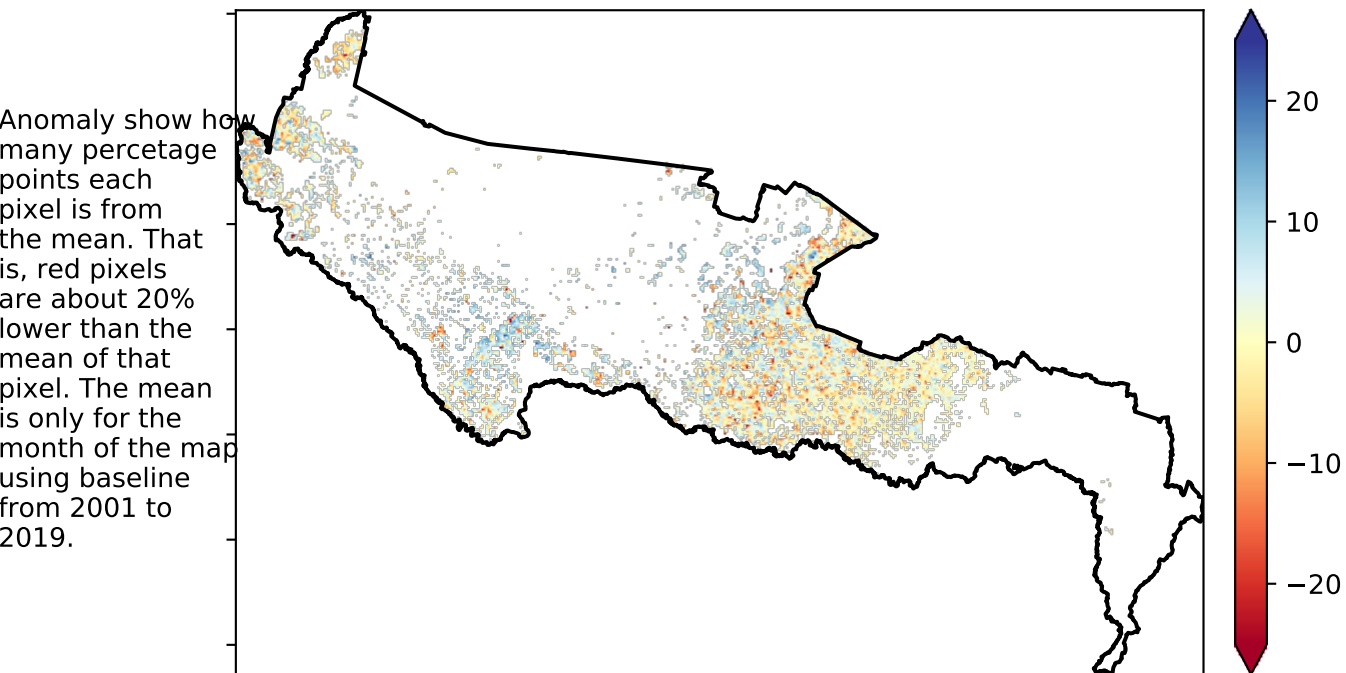 Anomaly show how
many percetage
points each
pixel is from
the mean. That
is, red pixels
are about 20%
lower than the
mean of that
pixel. The mean
is only for the
month of the map
using baseline
from 2001 to
2019.
20
10
0
−10
−20